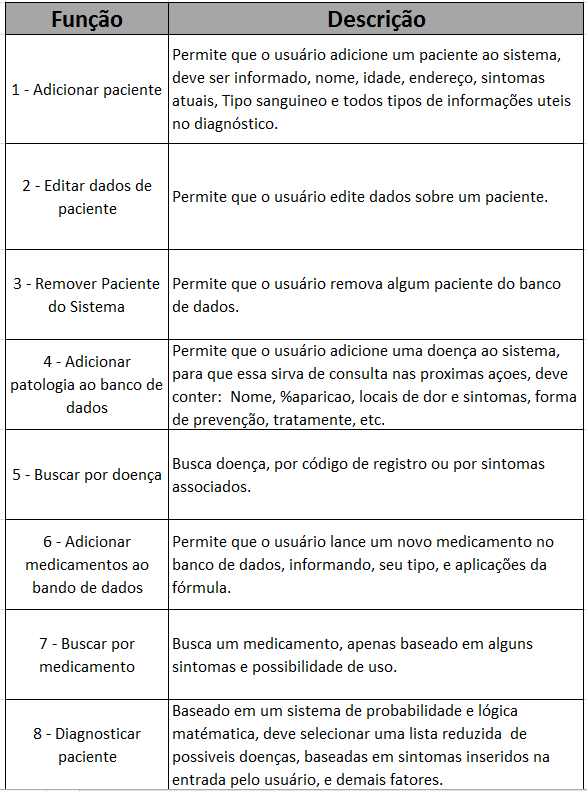 Função
Descrição
1 - Adicionar paciente
Permite que o usuário adicione um paciente ao sistema,
deve ser informado, nome, idade, endereço, sintomas
atuais, Tipo sanguineo e todos tipos de informações uteis
no diagnóstico.
2 - Editar dados de
paciente
Permite que o usuário edite dados sobre um paciente.
3 - Remover Paciente
do Sistema
Permite que o usuário remova algum paciente do banco
de dados.
4 - Adicionar
patologia ao banco de
dados
Permite que o usuário adicione uma doença ao sistema,
para que essa sirva de consulta nas proximas açoes, deve
conter:  Nome, %aparicao, locais de dor e sintomas, forma
de prevenção, tratamente, etc.
5 - Buscar por doença
Busca doença, por código de registro ou por sintomas
associados.
6 - Adicionar
medicamentos ao
bando de dados
Permite que o usuário lance um novo medicamento no
banco de dados, informando, seu tipo, e aplicações da
fórmula.
7 - Buscar por
medicamento
Busca um medicamento, apenas baseado em alguns
sintomas e possibilidade de uso.
8 - Diagnosticar
paciente
Baseado em um sistema de probabilidade e lógica
matématica, deve selecionar uma lista reduzida  de
possiveis doenças, baseadas em sintomas inseridos na
entrada pelo usuário, e demais fatores.